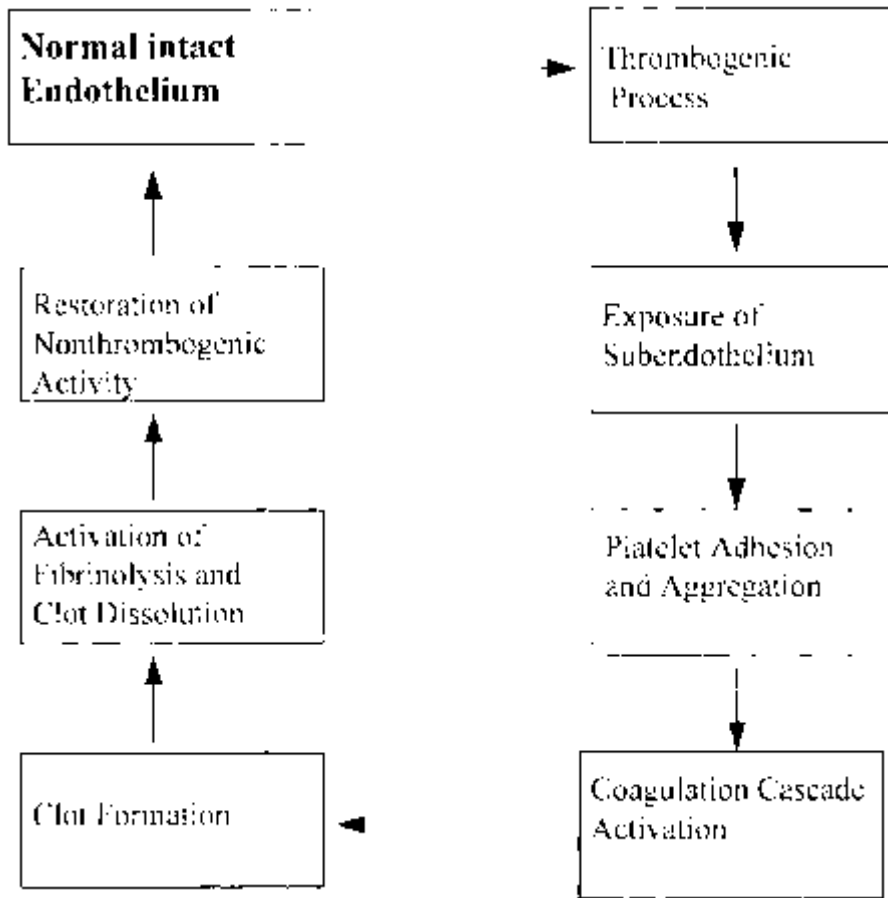 Normal intact
Endothelium
Thrombogenic
Process
Exposure of
Subendothelium
Platelet Adhesion
and Aggregation
Coagulation Cascade
Activation
Clot Formation
Activation of
Fibrinolysis and
Clot Dissolution
Restoration of
Nonthrombogenic
Activity